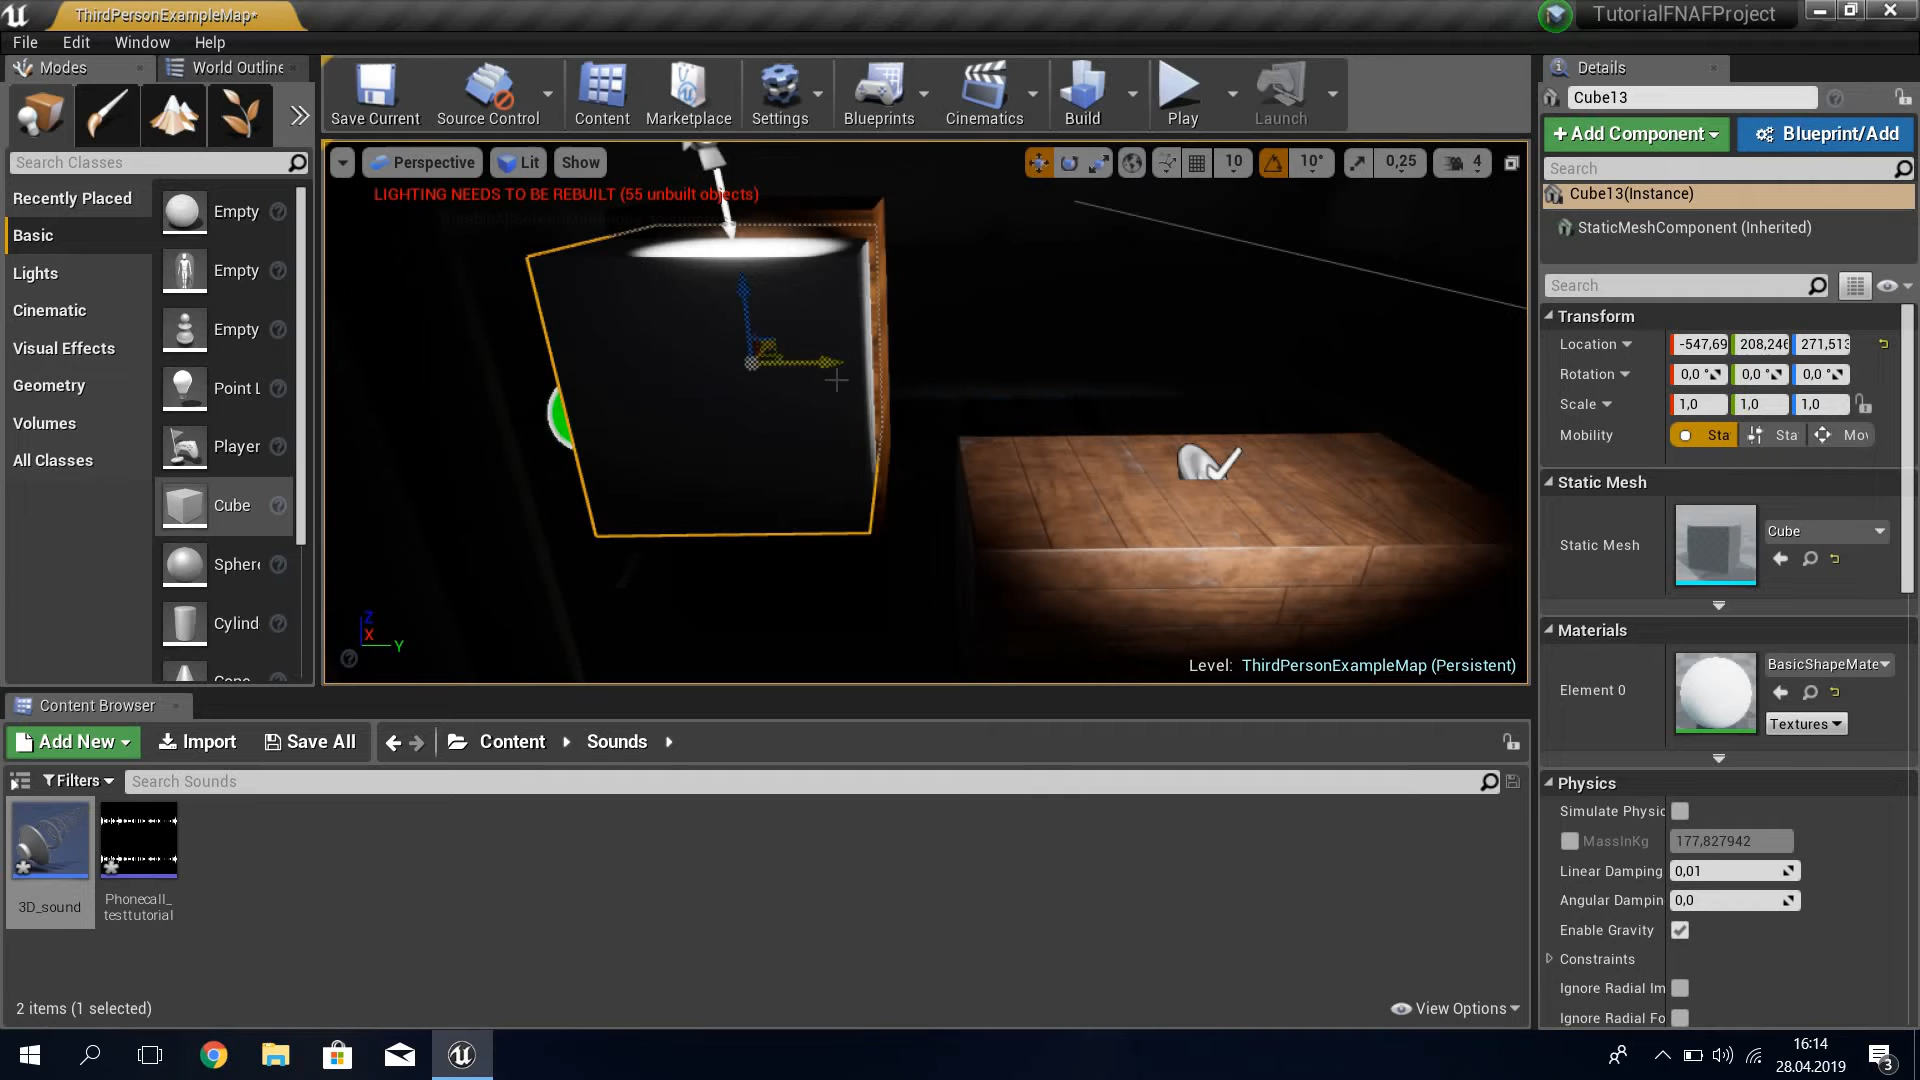 ThirdPersonExampleMap*
TutorialFNAFProject
File Edit Window Help
Modes
World Outline
Details
Cube13
Save Current
Source Control
Content
Marketplace
Settings
Blueprints
Cinematics
Build
Play
Launch
+ Add Component
Blueprint/Add
Search Classes
Perspective
Lit
Show
10
10°
0,25
4
Search
LIGHTING NEEDS TO BE REBUILT (55 unbuilt objects)
Cube13(Instance)
StaticMeshComponent (Inherited)
Recently Placed
Basic
Lights
Cinematic
Visual Effects
Geometry
Volumes
All Classes
Empty
Empty
Empty
Point L
Player
Cube
Sphere
Cylind
Cone
Search
Transform
Location
-547,69
208,246
271,513
Rotation
0,0 °
0,0 °
0,0 °
Scale
1,0
1,0
1,0
Mobility
Sta
Sta
Mov
Static Mesh
Static Mesh
Cube
Materials
Element 0
BasicShapeMate
Textures
Z
X
Y
Level: ThirdPersonExampleMap (Persistent)
Content Browser
Add New
Import
Save All
Content
Sounds
Filters
Search Sounds
3D_sound
Phonecall_
testtutorial
2 items (1 selected)
View Options
Physics
Simulate Physic
MassInKg
177,827942
Linear Damping
0,01
Angular Dampin
0,0
Enable Gravity
Constraints
Ignore Radial Im
Ignore Radial Fo
16:14
28.04.2019
3